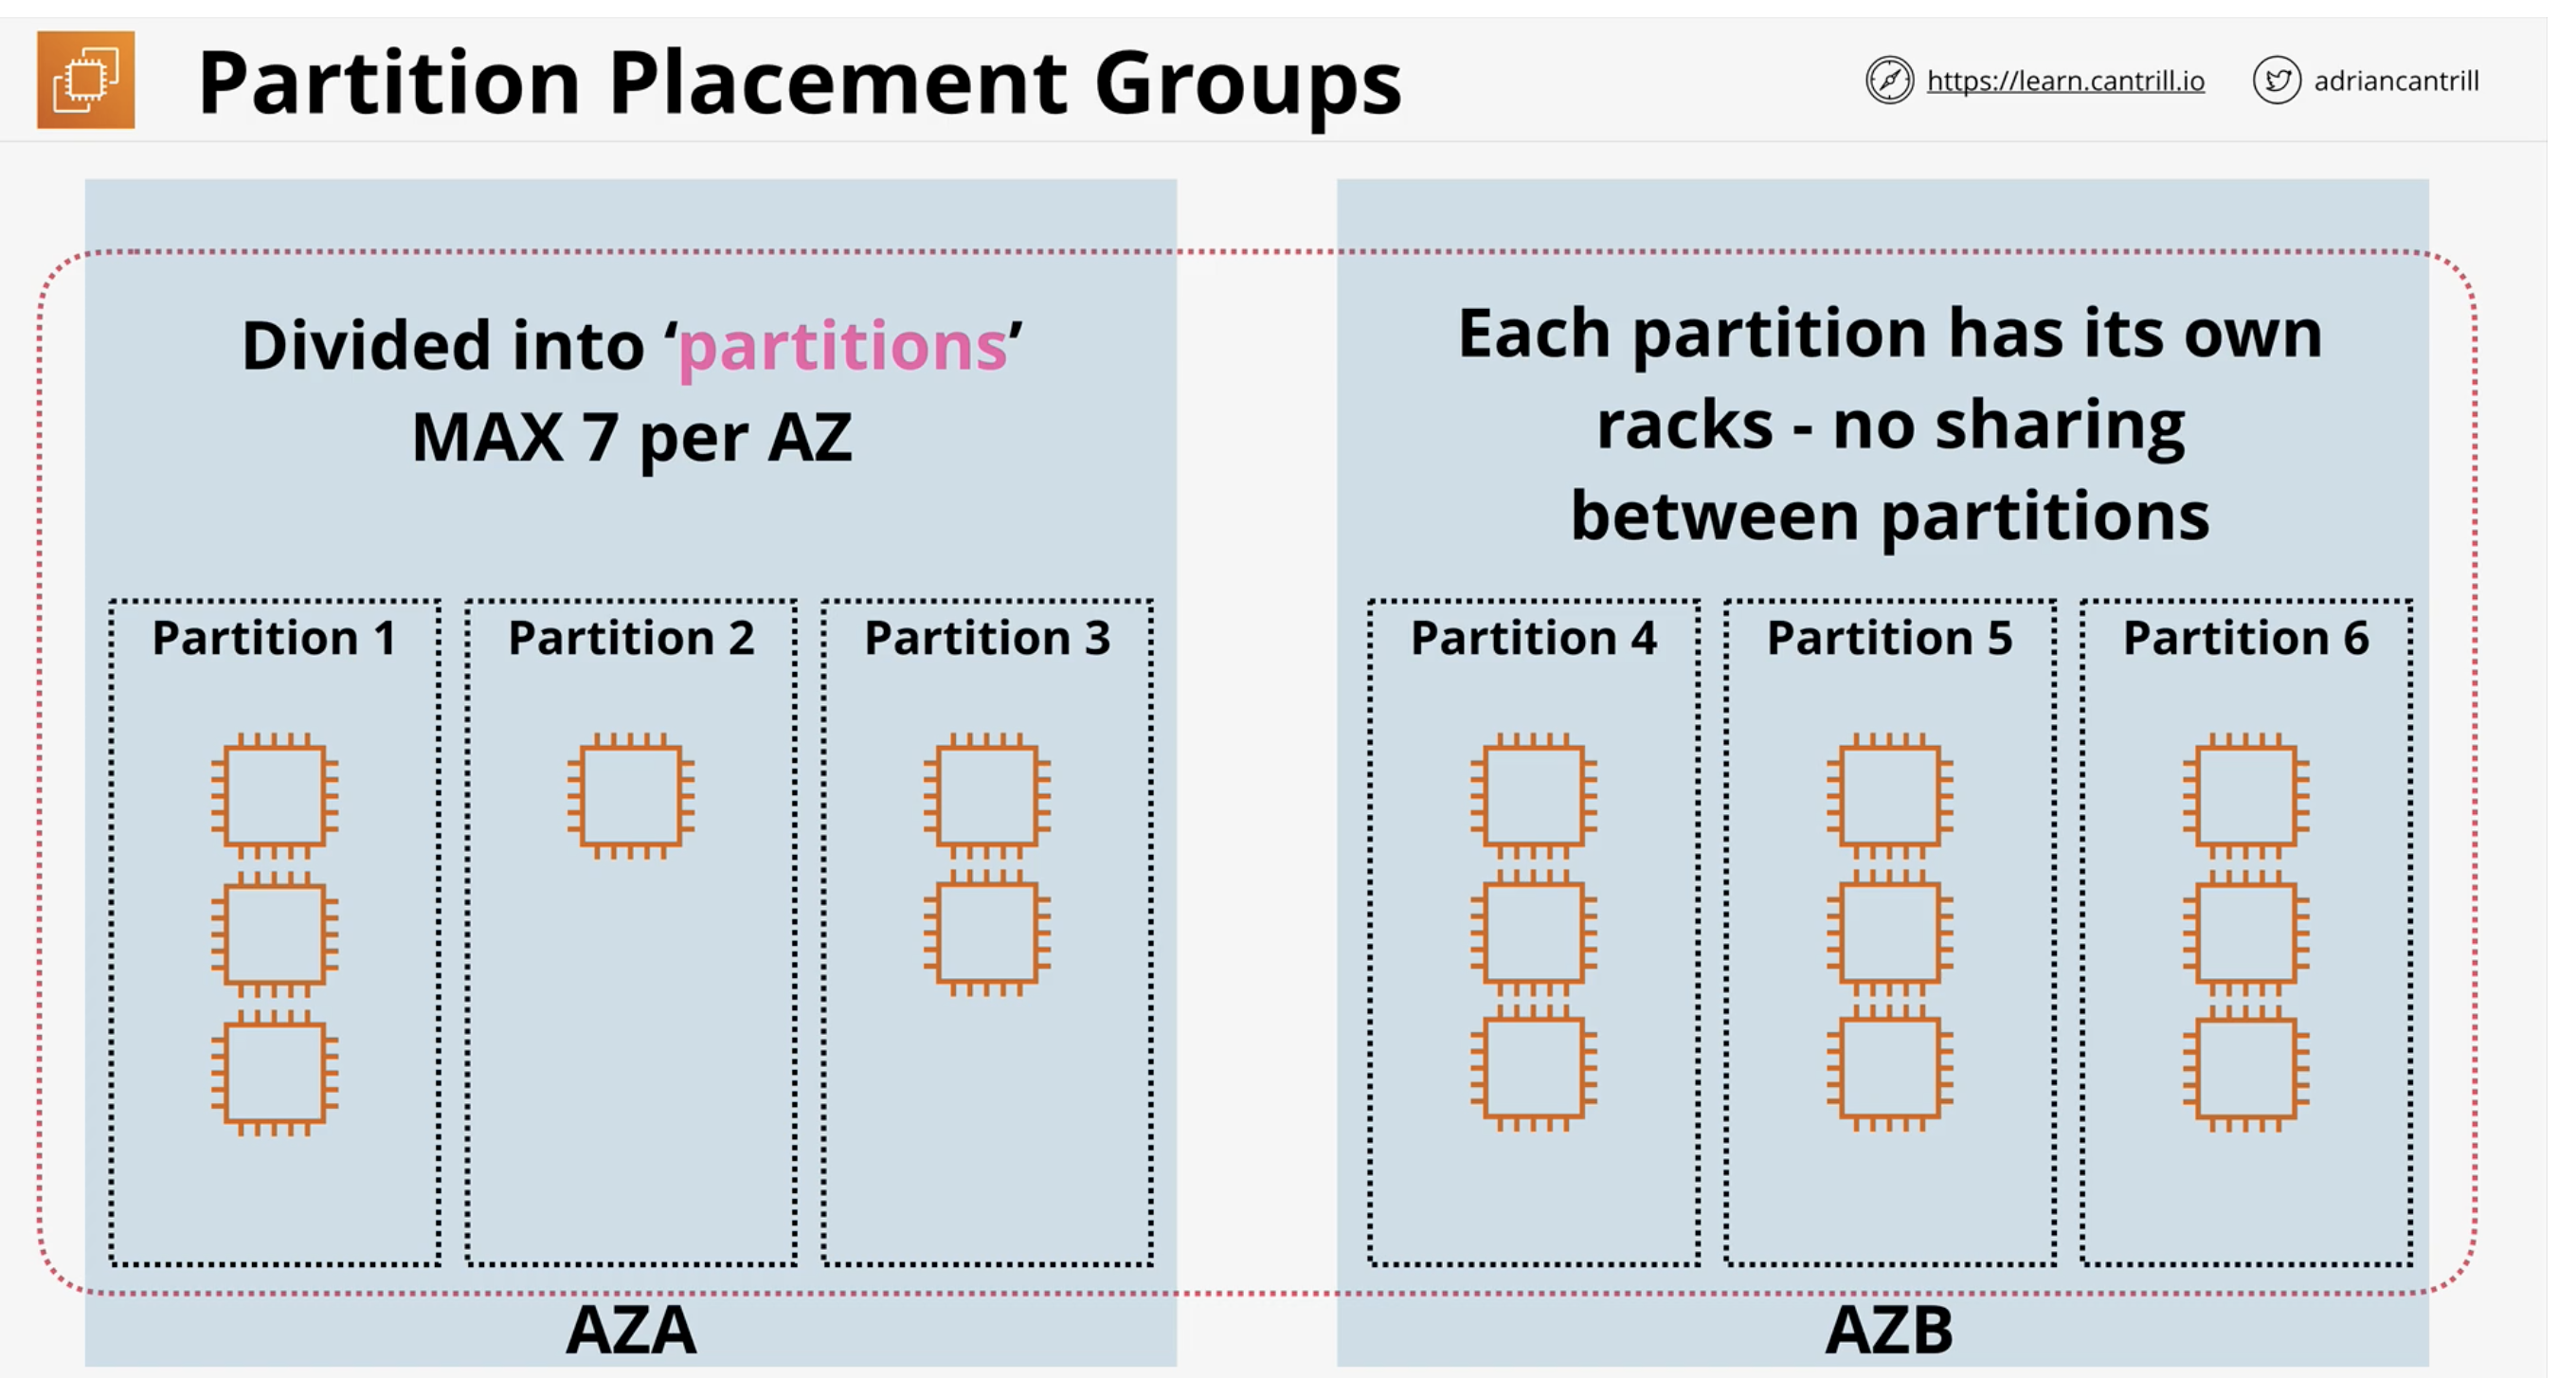 Partition Placement Groups
https://learn.cantrill.io
adriancantrill
Divided into ‘partitions’
MAX 7 per AZ
Each partition has its own
racks - no sharing
between partitions
Partition 1
Partition 2
Partition 3
Partition 4
Partition 5
Partition 6
AZA
AZB